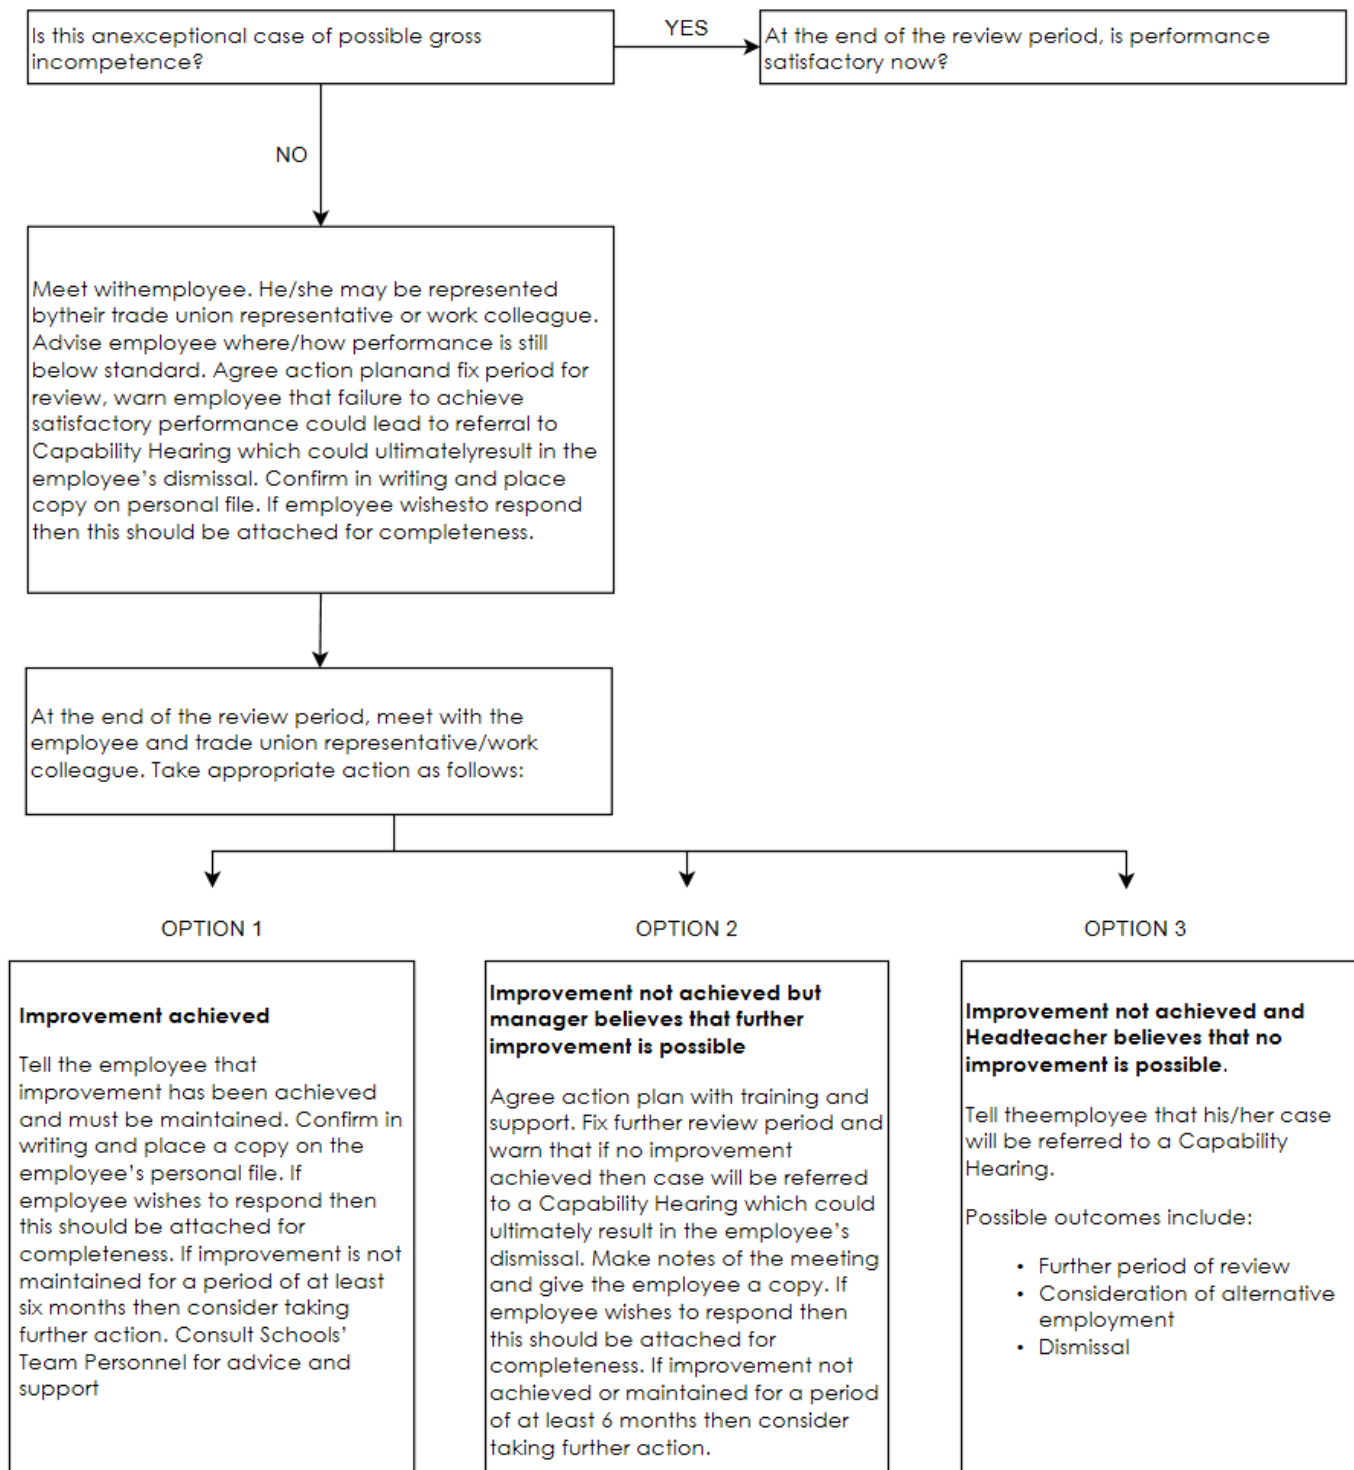 Is this anexceptional case of possible gross
incompetence?
YES
At the end of the review period, is performance
satisfactory now?
NO
Meet withemployee. He/she may be represented
bytheir trade union representative or work colleague.
Advise employee where/how performance is still
below standard. Agree action planand fix period for
review, warn employee that failure to achieve
satisfactory performance could lead to referral to
Capability Hearing which could ultimatelyresult in the
employee's dismissal. Confirm in writing and place
copy on personal file. If employee wishesto respond
then this should be attached for completeness.
At the end of the review period, meet with the
employee and trade union representative/work
colleague. Take appropriate action as follows:
OPTION 1
Improvement achieved
Tell the employee that
improvement has been achieved
and must be maintained. Confirm in
writing and place a copy on the
employee's personal file. If
employee wishes to respond then
this should be attached for
completeness. If improvement is not
maintained for a period of at least
six months then consider taking
further action. Consult Schools'
Team Personnel for advice and
support
OPTION 2
Improvement not achieved but
manager believes that further
improvement is possible
Agree action plan with training and
support. Fix further review period and
warn that if no improvement
achieved then case will be referred
to a Capability Hearing which could
ultimately result in the employee's
dismissal. Make notes of the meeting
and give the employee a copy. If
employee wishes to respond then
this should be attached for
completeness. If improvement not
achieved or maintained for a period
of at least 6 months then consider
taking further action.
OPTION 3
Improvement not achieved and
Headteacher believes that no
improvement is possible.
Tell theemployee that his/her case
will be referred to a Capability
Hearing.
Possible outcomes include:
• Further period of review
• Consideration of alternative
employment
• Dismissal